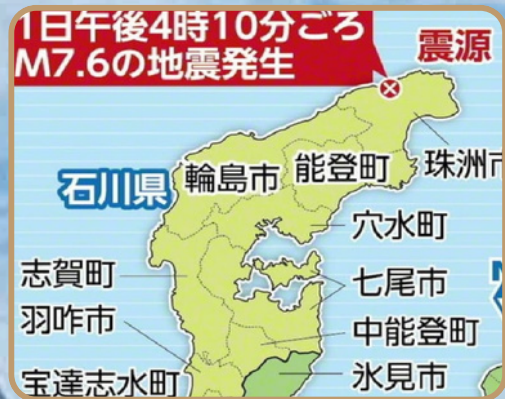 1日午後4時10分ごろ
M7.6の地震発生
震源
石川県
輪島市
能登町
珠洲市
穴水町
志賀町
七尾市
羽咋市
中能登町
宝達志水町
氷見市